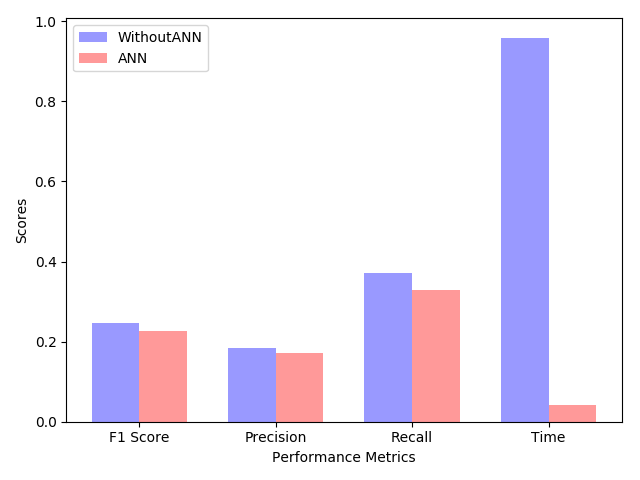 WithoutANN
ANN
1.0
0.8
0.6
0.4
0.2
0.0
Scores
F1 Score Precision Recall Time
Performance Metrics